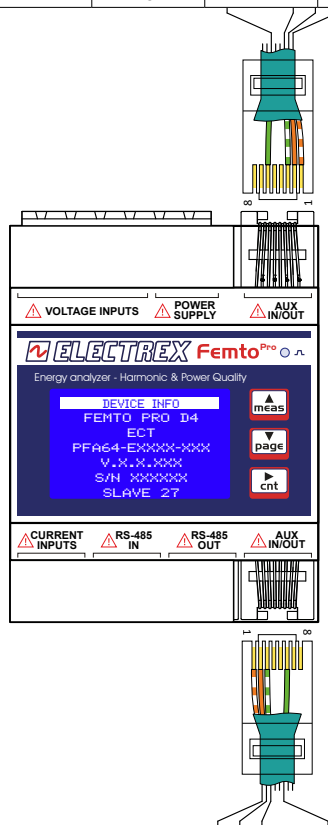 8 1
VOLTAGE INPUTS
POWER
SUPPLY
AUX
IN/OUT
ELECTREX Femto Pro
Energy analyzer - Harmonic & Power Quality
DEVICE INFO
FEMTO PRO D4
ECT
PFA64-EXXXX-XXX
V.X.X.XXX
S/N XXXXXX
SLAVE 27
meas
page
cnt
CURRENT
INPUTS
RS-485
IN
RS-485
OUT
AUX
IN/OUT
1 8